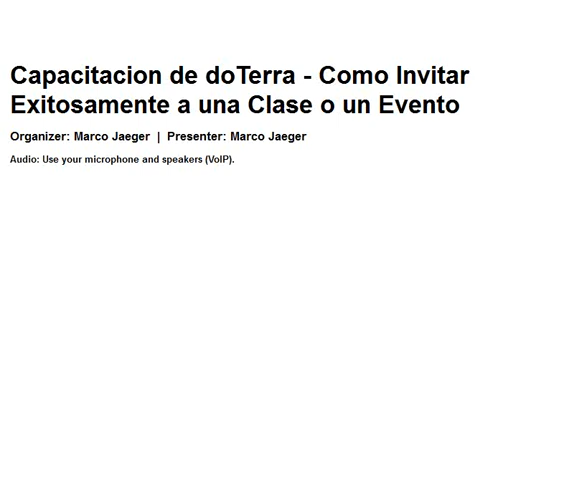 Capacitacion de doTerra - Como Invitar
Exitosamente a una Clase o un Evento
Organizer: Marco Jaeger | Presenter: Marco Jaeger
Audio: Use your microphone and speakers (VoIP).